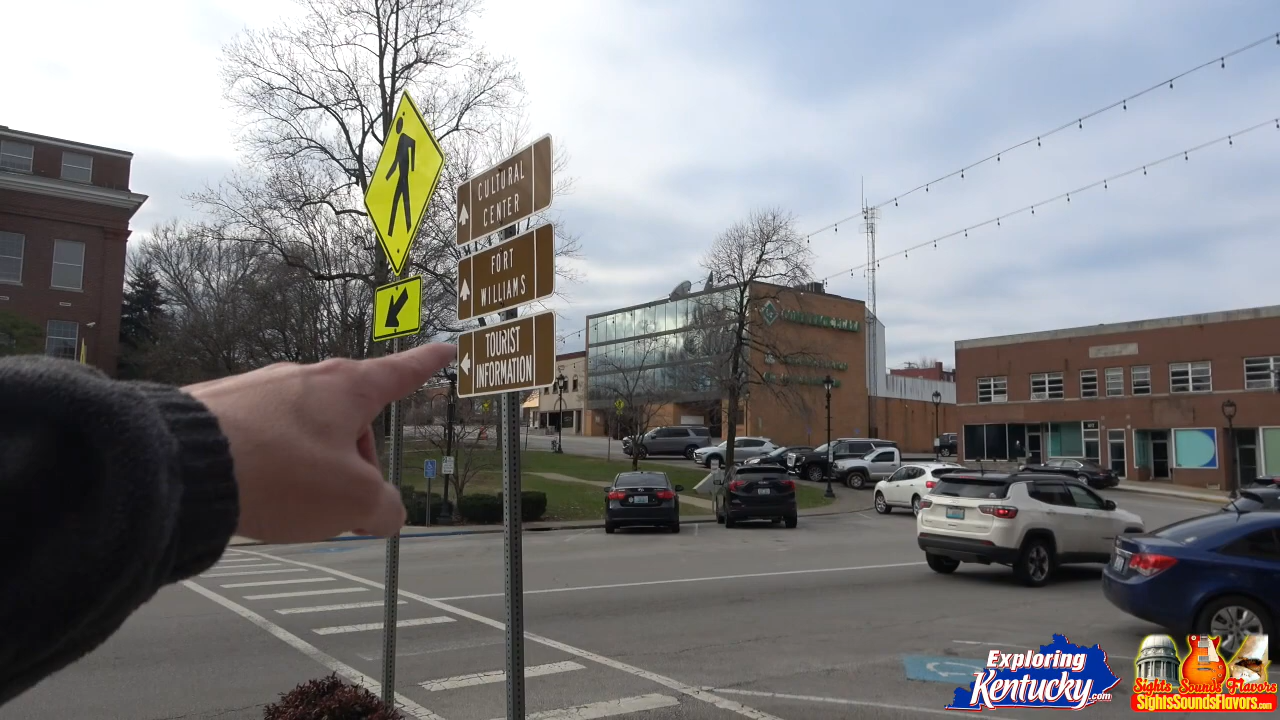 CULTURAL
CENTER
FORT
WILLIAMS
TOURIST
INFORMATION
Exploring
Kentucky.com
Sights Sounds Flavors
SightsSoundsFlavors.com